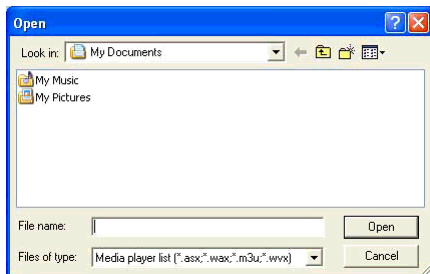 Open
Look in: My Documents
My Music
My Pictures
File name: Open
Files of type: Media player list (*.asx;*.wax;*.m3u;*.wvx) Cancel